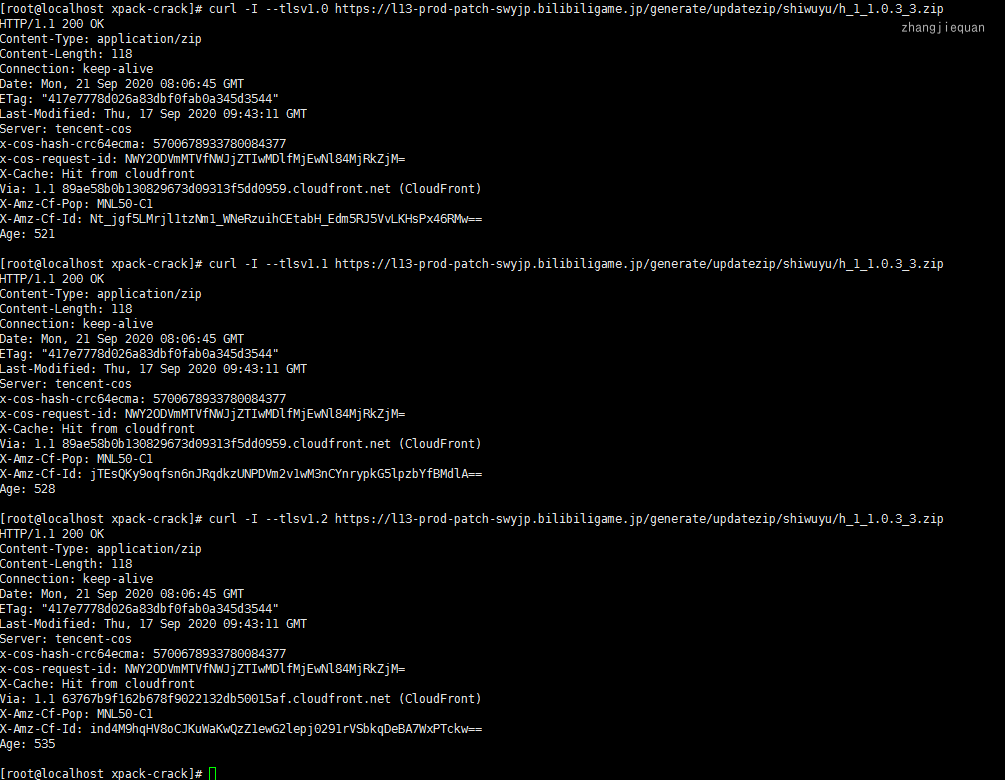 [root@localhost xpack-crack]# curl -I --tlsv1.0 https://l13-prod-patch-swyjp.bilibiligame.jp/generate/updatezip/shiwuyu/h_1_1.0.3_3.zip
HTTP/1.1 200 OK
zhangjiequan
Content-Type: application/zip
Content-Length: 118
Connection: keep-alive
Date: Mon, 21 Sep 2020 08:06:45 GMT
ETag: "417e7778d026a83dbf0fab0a345d3544"
Last-Modified: Thu, 17 Sep 2020 09:43:11 GMT
Server: tencent-cos
x-cos-hash-crc64ecma: 5700678933780084377
x-cos-request-id: NWY2ODVmMTVfNWJjZTIwMDlfMjEwNl84MjRkZjM=
X-Cache: Hit from cloudfront
Via: 1.1 89ae58b0b130829673d09313f5dd0959.cloudfront.net (CloudFront)
X-Amz-Cf-Pop: MNL50-C1
X-Amz-Cf-Id: Nt_jgf5LMrjl1tzNm1_WNeRzuihCEtabH_Edm5RJ5VvLKHsPx46RMw==
Age: 521
[root@localhost xpack-crack]# curl -I --tlsv1.1 https://l13-prod-patch-swyjp.bilibiligame.jp/generate/updatezip/shiwuyu/h_1_1.0.3_3.zip
HTTP/1.1 200 OK
Content-Type: application/zip
Content-Length: 118
Connection: keep-alive
Date: Mon, 21 Sep 2020 08:06:45 GMT
ETag: "417e7778d026a83dbf0fab0a345d3544"
Last-Modified: Thu, 17 Sep 2020 09:43:11 GMT
Server: tencent-cos
x-cos-hash-crc64ecma: 5700678933780084377
x-cos-request-id: NWY2ODVmMTVfNWJjZTIwMDlfMjEwNl84MjRkZjM=
X-Cache: Hit from cloudfront
Via: 1.1 89ae58b0b130829673d09313f5dd0959.cloudfront.net (CloudFront)
X-Amz-Cf-Pop: MNL50-C1
X-Amz-Cf-Id: jTEsQKy9oqfsn6nJRqdkzUNPDVm2v1wM3nCYnrypkG5lpzbYfBMdlA==
Age: 528
[root@localhost xpack-crack]# curl -I --tlsv1.2 https://l13-prod-patch-swyjp.bilibiligame.jp/generate/updatezip/shiwuyu/h_1_1.0.3_3.zip
HTTP/1.1 200 OK
Content-Type: application/zip
Content-Length: 118
Connection: keep-alive
Date: Mon, 21 Sep 2020 08:06:45 GMT
ETag: "417e7778d026a83dbf0fab0a345d3544"
Last-Modified: Thu, 17 Sep 2020 09:43:11 GMT
Server: tencent-cos
x-cos-hash-crc64ecma: 5700678933780084377
x-cos-request-id: NWY2ODVmMTVfNWJjZTIwMDlfMjEwNl84MjRkZjM=
X-Cache: Hit from cloudfront
Via: 1.1 63767b9f162b678f9022132db50015af.cloudfront.net (CloudFront)
X-Amz-Cf-Pop: MNL50-C1
X-Amz-Cf-Id: ind4M9hqHV8oCJKuWaKwQzZ1ewG2lepj0291rVSbkqDeBA7WxPTckw==
Age: 535
[root@localhost xpack-crack]#